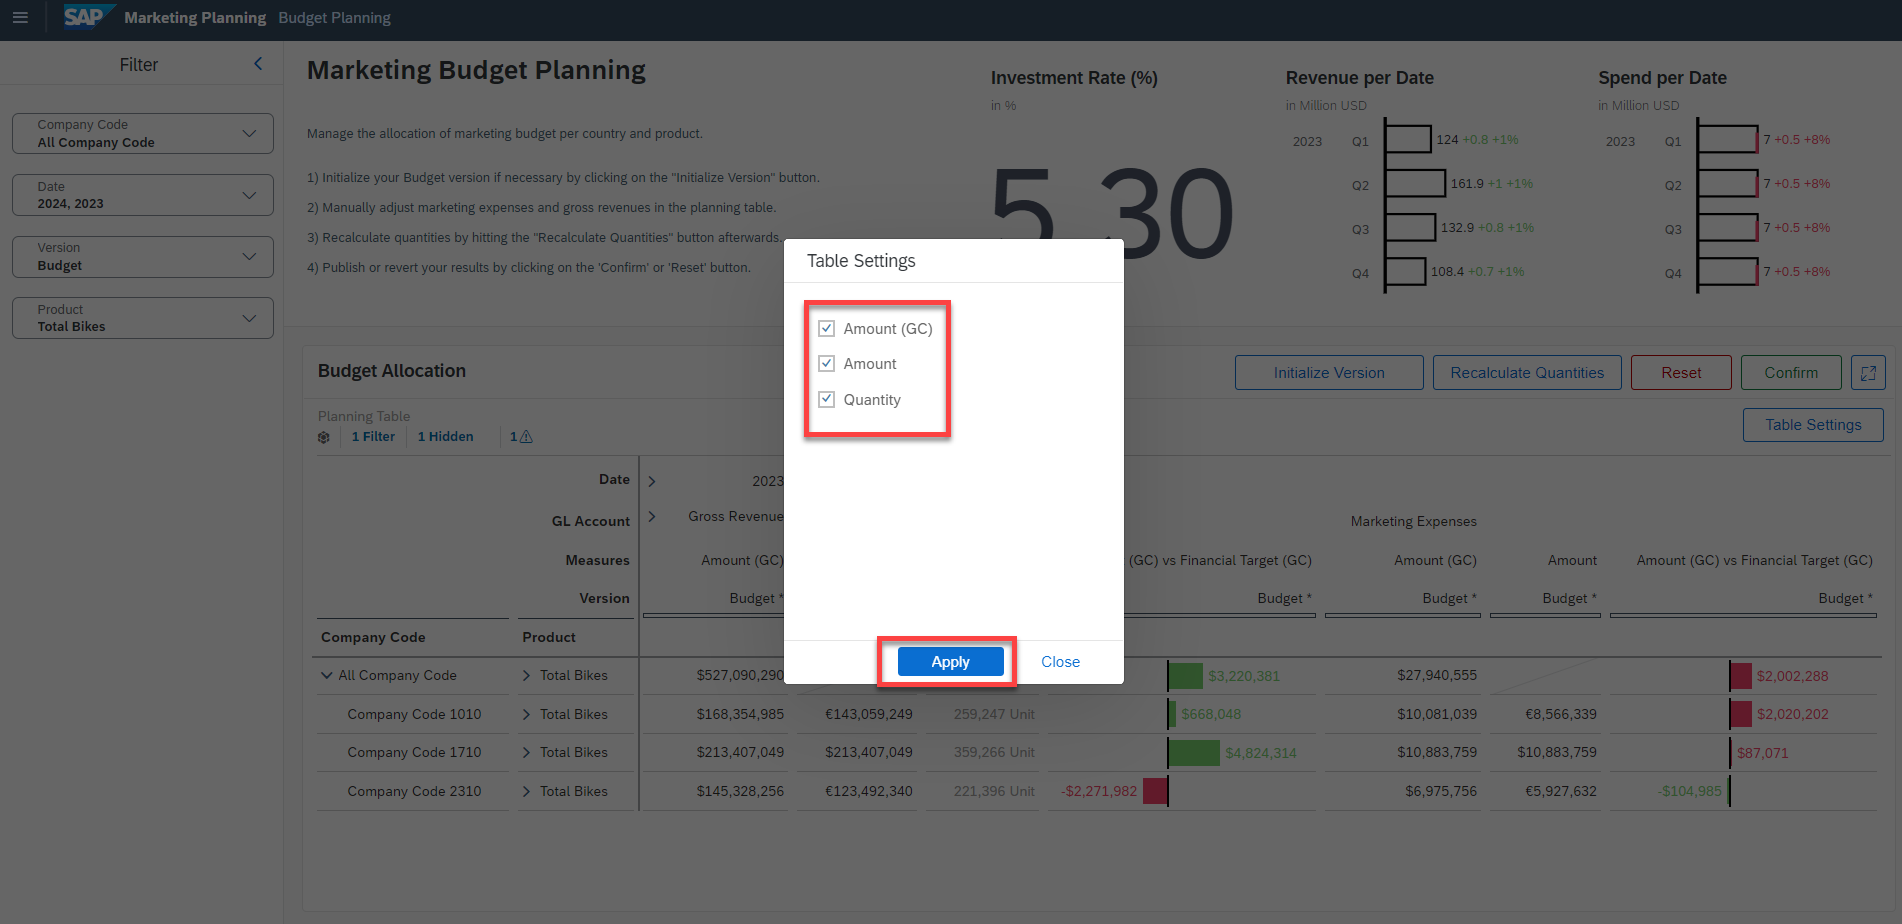 SAP Marketing Planning Budget Planning
Filter
Company Code
All Company Code
Date
2024, 2023
Version
Budget
Product
Total Bikes
Marketing Budget Planning
Manage the allocation of marketing budget per country and product.
1) Initialize your Budget version if necessary by clicking on the "Initialize Version" button.
2) Manually adjust marketing expenses and gross revenues in the planning table.
3) Recalculate quantities by hitting the "Recalculate Quantities" button afterwards.
4) Publish or revert your results by clicking on the 'Confirm' or 'Reset' button.
Investment Rate (%)
in %
5.30
Revenue per Date
in Million USD
2023 Q1 124 +0.8 +1%
Q2 161.9 +1 +1%
Q3 132.9 +0.8 +1%
Q4 108.4 +0.7 +1%
Spend per Date
in Million USD
2023 Q1 7 +0.5 +8%
Q2 7 +0.5 +8%
Q3 7 +0.5 +8%
Q4 7 +0.5 +8%
Table Settings
Amount (GC)
Amount
Quantity
Apply Close
Budget Allocation
Initialize Version Recalculate Quantities Reset Confirm
Planning Table
1 Filter 1 Hidden 1
Table Settings
Date 2023
GL Account Gross Revenue Marketing Expenses
Measures Amount (GC) (GC) vs Financial Target (GC) Amount (GC) Amount Amount (GC) vs Financial Target (GC)
Version Budget * Budget * Budget * Budget * Budget *
Company Code Product
All Company Code Total Bikes $527,090,290 $3,220,381 $27,940,555 $2,002,288
Company Code 1010 Total Bikes $168,354,985 €143,059,249 259,247 Unit $668,048 $10,081,039 €8,566,339 $2,020,202
Company Code 1710 Total Bikes $213,407,049 $213,407,049 359,266 Unit $4,824,314 $10,883,759 $10,883,759 $87,071
Company Code 2310 Total Bikes $145,328,256 €123,492,340 221,396 Unit -$2,271,982 $6,975,756 €5,927,632 -$104,985